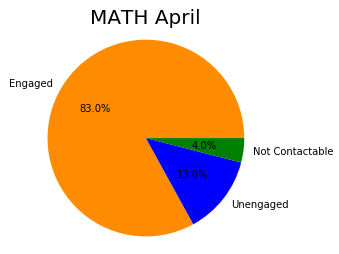 MATH April
Engaged
83.0%
4.0%
Not Contactable
13.0%
Unengaged